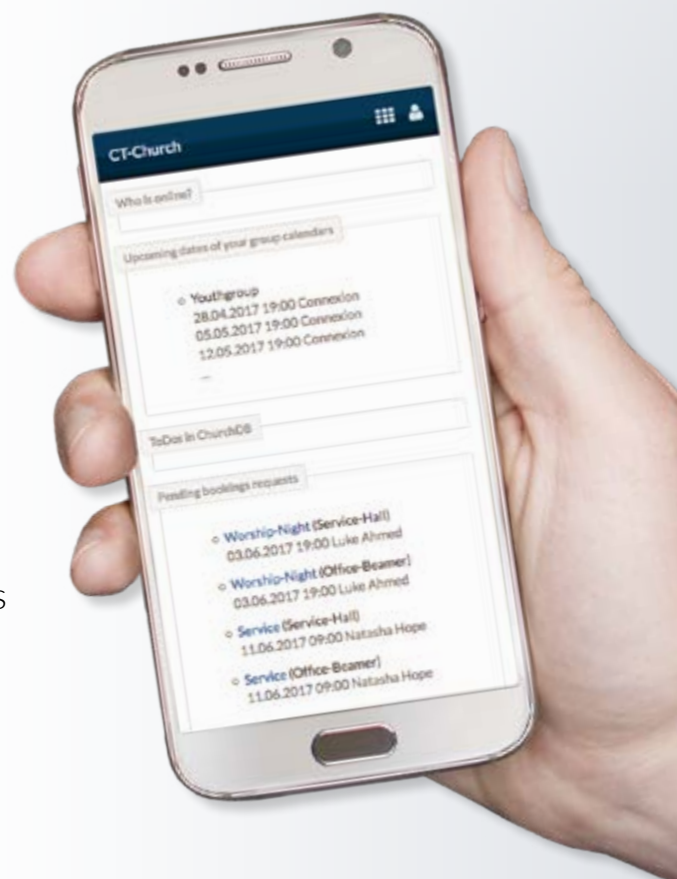 CT-Church
Who is online?
Upcoming dates of your group calendars
Youthgroup
28.04.2017 19:00 Connexion
05.05.2017 19:00 Connexion
12.05.2017 19:00 Connexion
...
ToDos in ChurchDB
Pending bookings requests
Worship-Night (Service-Hall)
03.06.2017 19:00 Luke Ahmed
Worship-Night (Office-Beamer)
03.06.2017 19:00 Luke Ahmed
S
Service (Service-Hall)
11.06.2017 09:00 Natasha Hope
Service (Office-Beamer)
11.06.2017 09:00 Natasha Hope